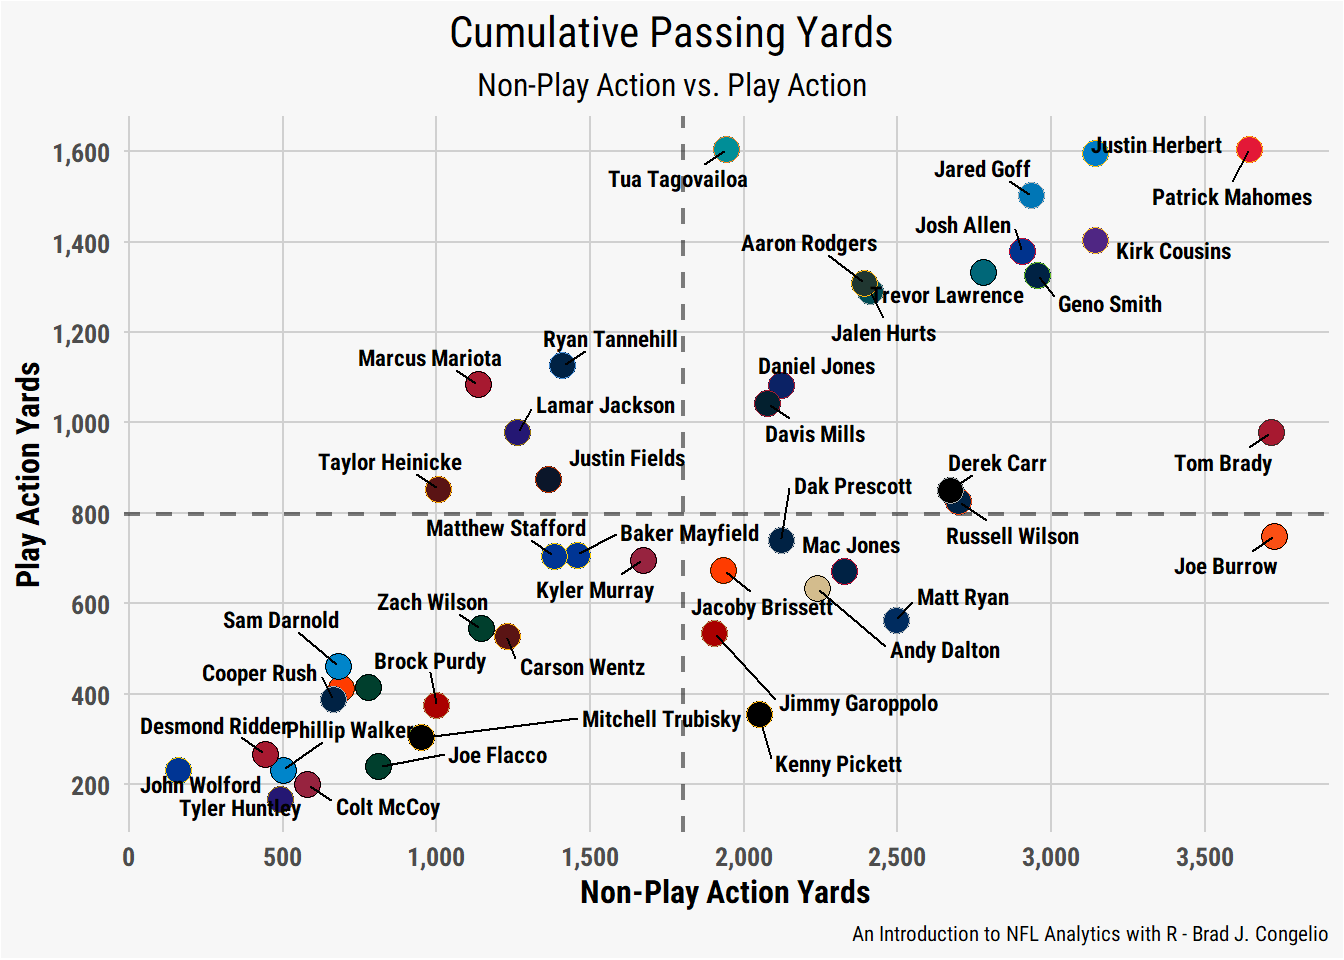 Cumulative Passing Yards
Non-Play Action vs. Play Action
1,600
1,400
1,200
1,000
800
600
400
200
Play Action Yards
Justin Herbert
Jared Goff
Tua Tagovailoa
Patrick Mahomes
Josh Allen
Aaron Rodgers
Kirk Cousins
Trevor Lawrence
Geno Smith
Jalen Hurts
Ryan Tannehill
Marcus Mariota
Daniel Jones
Lamar Jackson
Davis Mills
Justin Fields
Taylor Heinicke
Derek Carr
Tom Brady
Dak Prescott
Matthew Stafford
Baker Mayfield
Russell Wilson
Mac Jones
Joe Burrow
Kyler Murray
Matt Ryan
Zach Wilson
Jacoby Brissett
Sam Darnold
Andy Dalton
Brock Purdy
Carson Wentz
Cooper Rush
Jimmy Garoppolo
Mitchell Trubisky
Desmond Ridder
Phillip Walker
Joe Flacco
Kenny Pickett
John Wolford
Tyler Huntley
Colt McCoy
0
500
1,000
1,500
2,000
2,500
3,000
3,500
Non-Play Action Yards
An Introduction to NFL Analytics with R - Brad J. Congelio